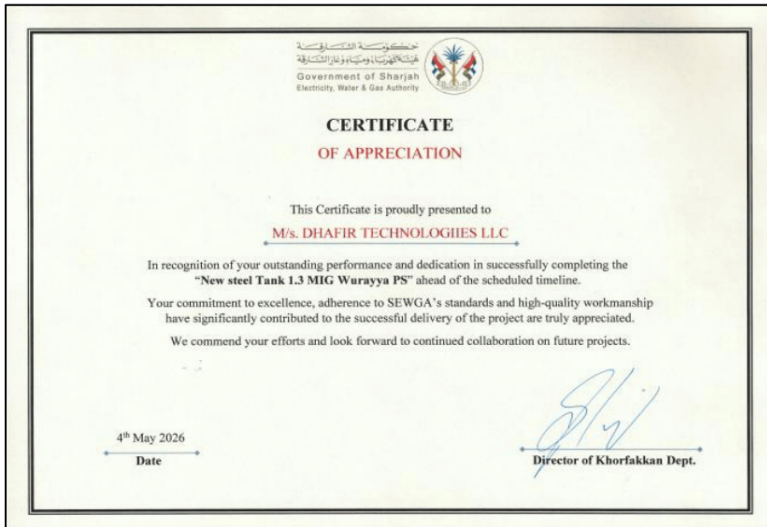 حكومة الشارقة
هيئة كهرباء ومياه وغاز الشارقة
Government of Sharjah
Electricity, Water & Gas Authority
CERTIFICATE
OF APPRECIATION
This Certificate is proudly presented to
M/s. DHAFIR TECHNOLOGIIES LLC
In recognition of your outstanding performance and dedication in successfully completing the
“New steel Tank 1.3 MIG Wurayya PS” ahead of the scheduled timeline.
Your commitment to excellence, adherence to SEWGA’s standards and high-quality workmanship
have significantly contributed to the successful delivery of the project are truly appreciated.
We commend your efforts and look forward to continued collaboration on future projects.
4th May 2026
Date
Director of Khorfakkan Dept.